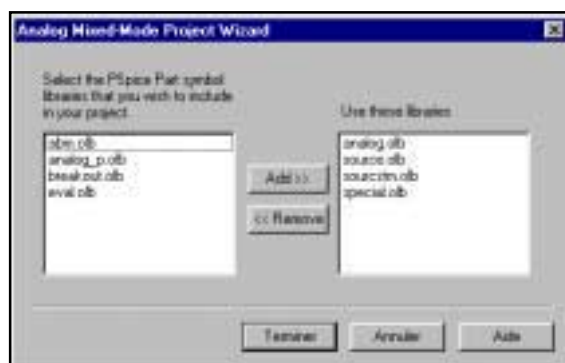 Analog Mixed-Mode Project Wizard
Select the PSpice Part symbol
libraries that you wish to include
in your project.
abm.olb
analog_p.olb
breakout.olb
eval.olb
Add >>
<< Remove
Use these libraries
analog.olb
source.olb
sourcstm.olb
special.olb
Terminer
Annuler
Aide